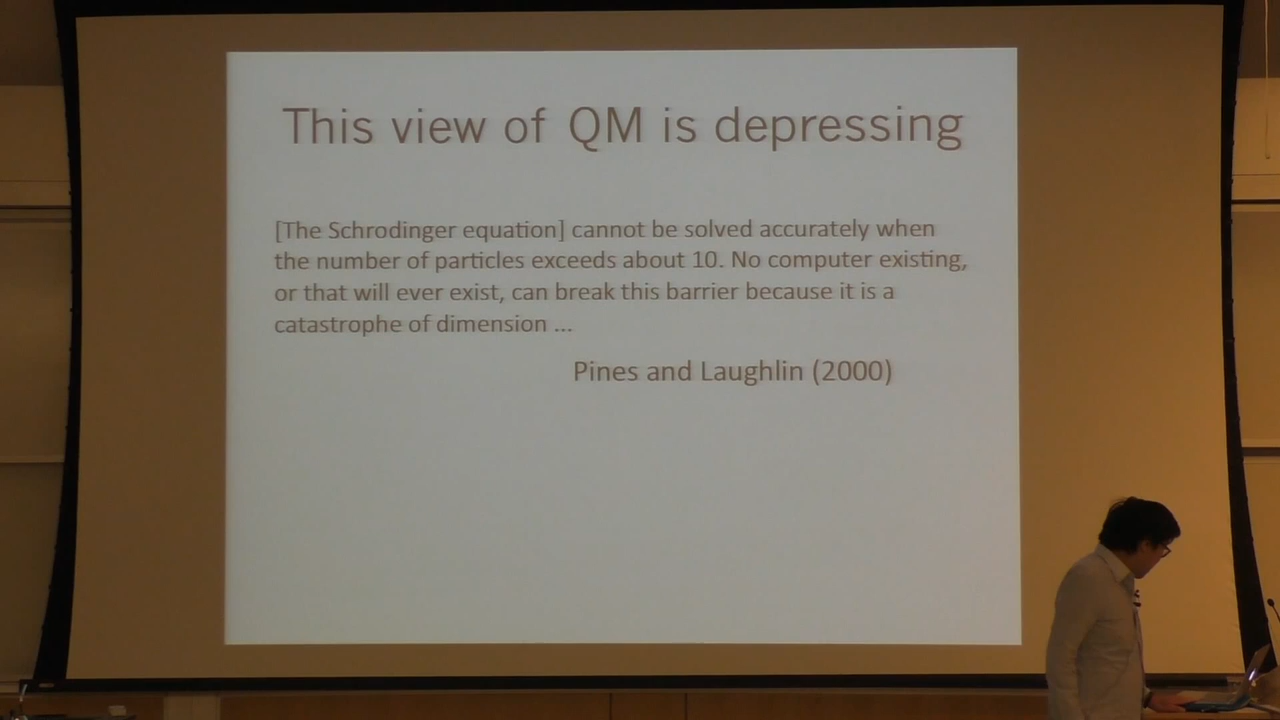 This view of QM is depressing
[The Schrodinger equation] cannot be solved accurately when
the number of particles exceeds about 10. No computer existing,
or that will ever exist, can break this barrier because it is a
catastrophe of dimension ...
Pines and Laughlin (2000)